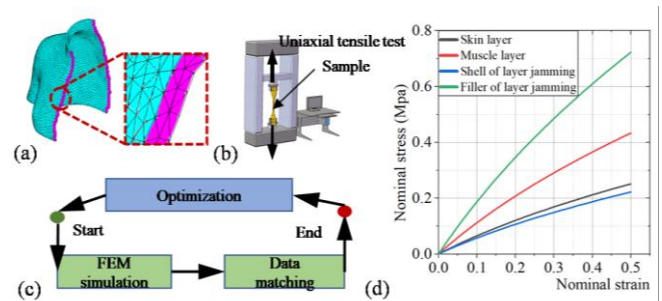 (a)
Uniaxial tensile test
Sample
(b)
Optimization
Start
End
FEM
simulation
Data
matching
(c)
Nominal stress (Mpa)
0.8
0.6
0.4
0.2
0.0
Skin layer
Muscle layer
Shell of layer jamming
Filler of layer jamming
0.0 0.1 0.2 0.3 0.4 0.5
Nominal strain
(d)